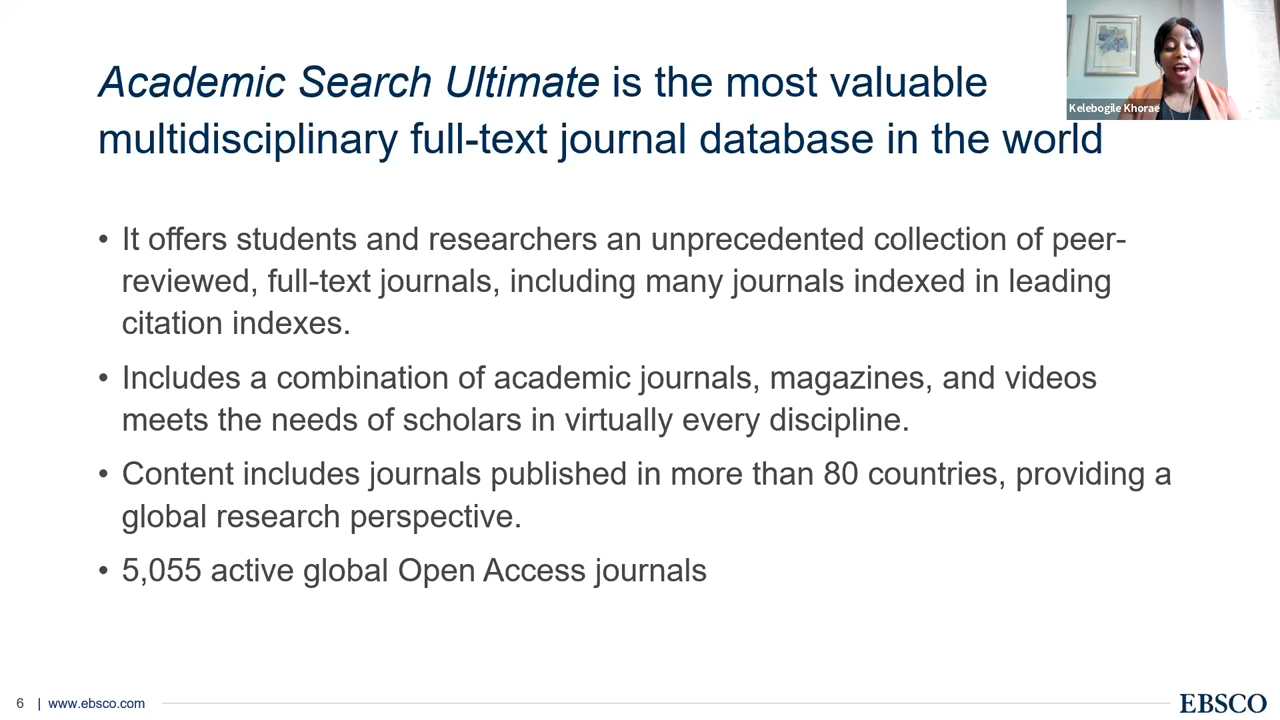 Academic Search Ultimate is the most valuable
multidisciplinary full-text journal database in the world
Kelebogile Khorae
• It offers students and researchers an unprecedented collection of peer-
reviewed, full-text journals, including many journals indexed in leading
citation indexes.
• Includes a combination of academic journals, magazines, and videos
meets the needs of scholars in virtually every discipline.
• Content includes journals published in more than 80 countries, providing a
global research perspective.
• 5,055 active global Open Access journals
6 | www.ebsco.com
EBSCO